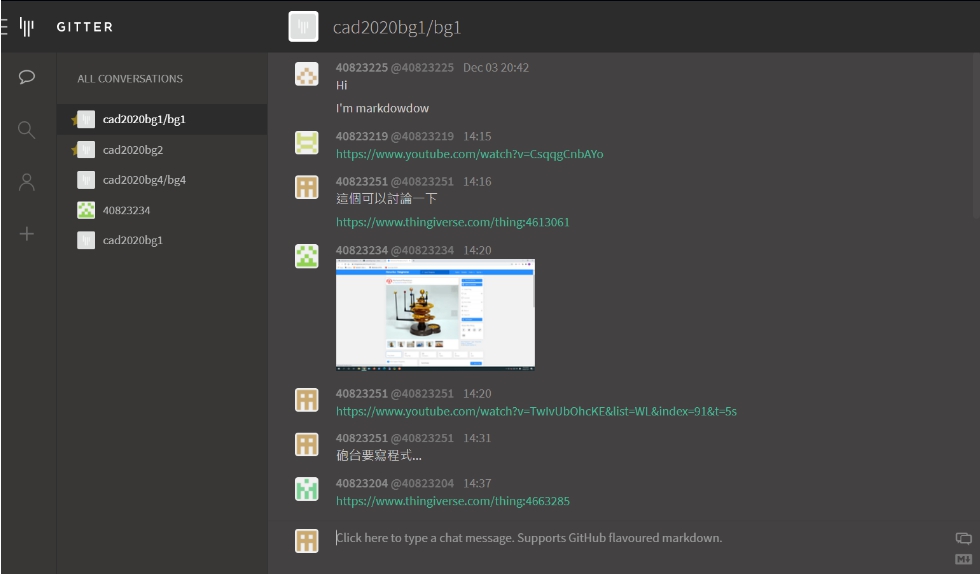 GITTER
cad2020bg1/bg1
ALL CONVERSATIONS
cad2020bg1/bg1
cad2020bg2
cad2020bg4/bg4
40823234
cad2020bg1
40823225 @40823225 Dec 03 20:42
Hi
I'm markdowdow
40823219 @40823219 14:15
https://www.youtube.com/watch?v=CsqqgCnbAYo
40823251 @40823251 14:16
這個可以討論一下
https://www.thingiverse.com/thing:4613061
40823234 @40823234 14:20
40823251 @40823251 14:20
https://www.youtube.com/watch?v=TwIvUbOhcKE&list=WL&index=91&t=5s
40823251 @40823251 14:31
砲台要寫程式...
40823204 @40823204 14:37
https://www.thingiverse.com/thing:4663285
Click here to type a chat message. Supports GitHub flavoured markdown.